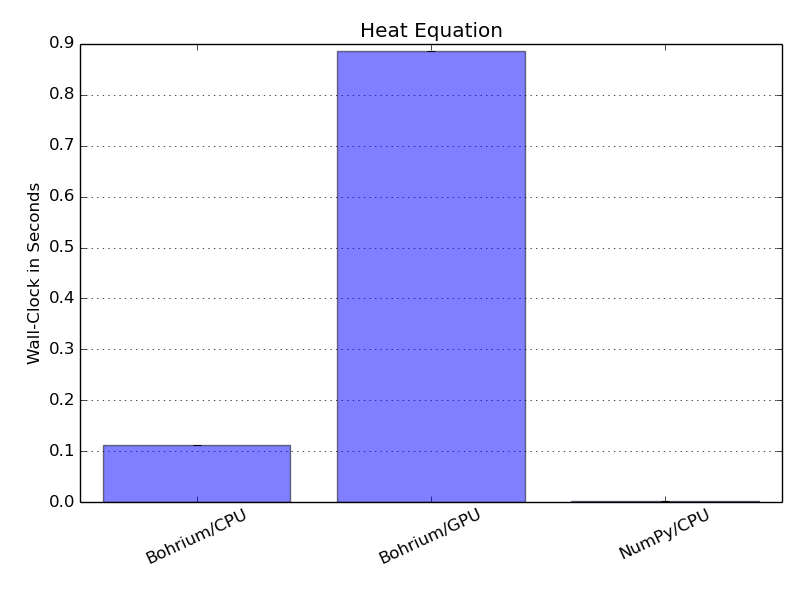 Heat Equation
Wall-Clock in Seconds
0.9
0.8
0.7
0.6
0.5
0.4
0.3
0.2
0.1
0.0
Bohrium/CPU
Bohrium/GPU
NumPy/CPU